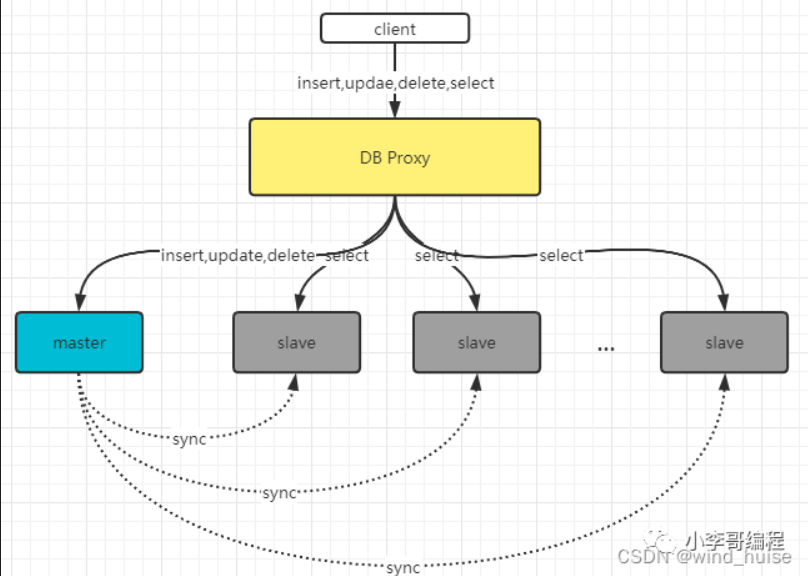 client
insert,updae,delete,select
DB Proxy
insert,update,delete
select
select
select
master
slave
slave
...
slave
sync
sync
sync
小李哥编程
CSDN @wind_huise